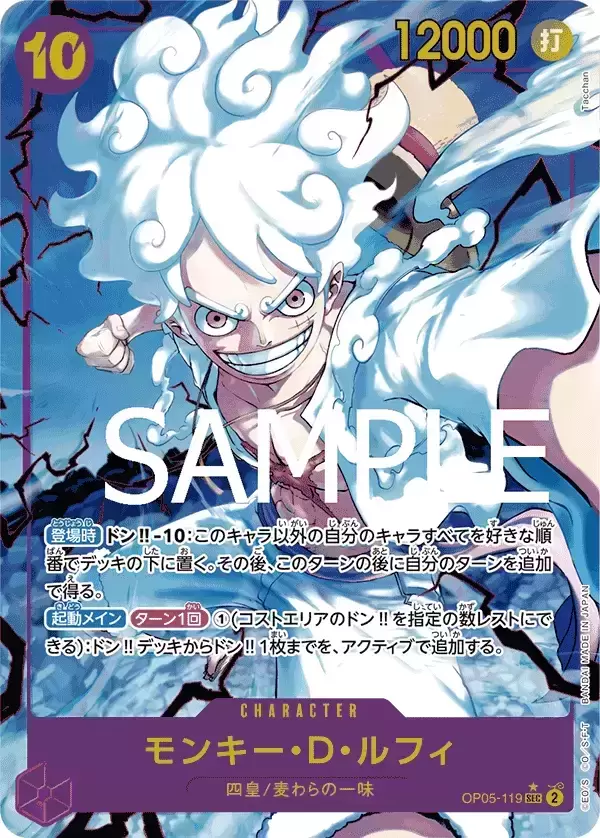 10
12000 打
Tacchan
SAMPLE
登場時 ドン!!-10:このキャラ以外の自分のキャラすべてを好きな順
番でデッキの下に置く。その後、このターンの後に自分のターンを追加
で得る。
起動メイン ターン1回 ①(コストエリアのドン!!を指定の数レストにで
きる):ドン!!デッキからドン!!1枚までを、アクティブで追加する。
CHARACTER
モンキー・D・ルフィ
四皇/麦わらの一味
OP05-119 SEC 2
©E.O./S. ©O./S.・F.・T BANDAI MADE IN JAPAN